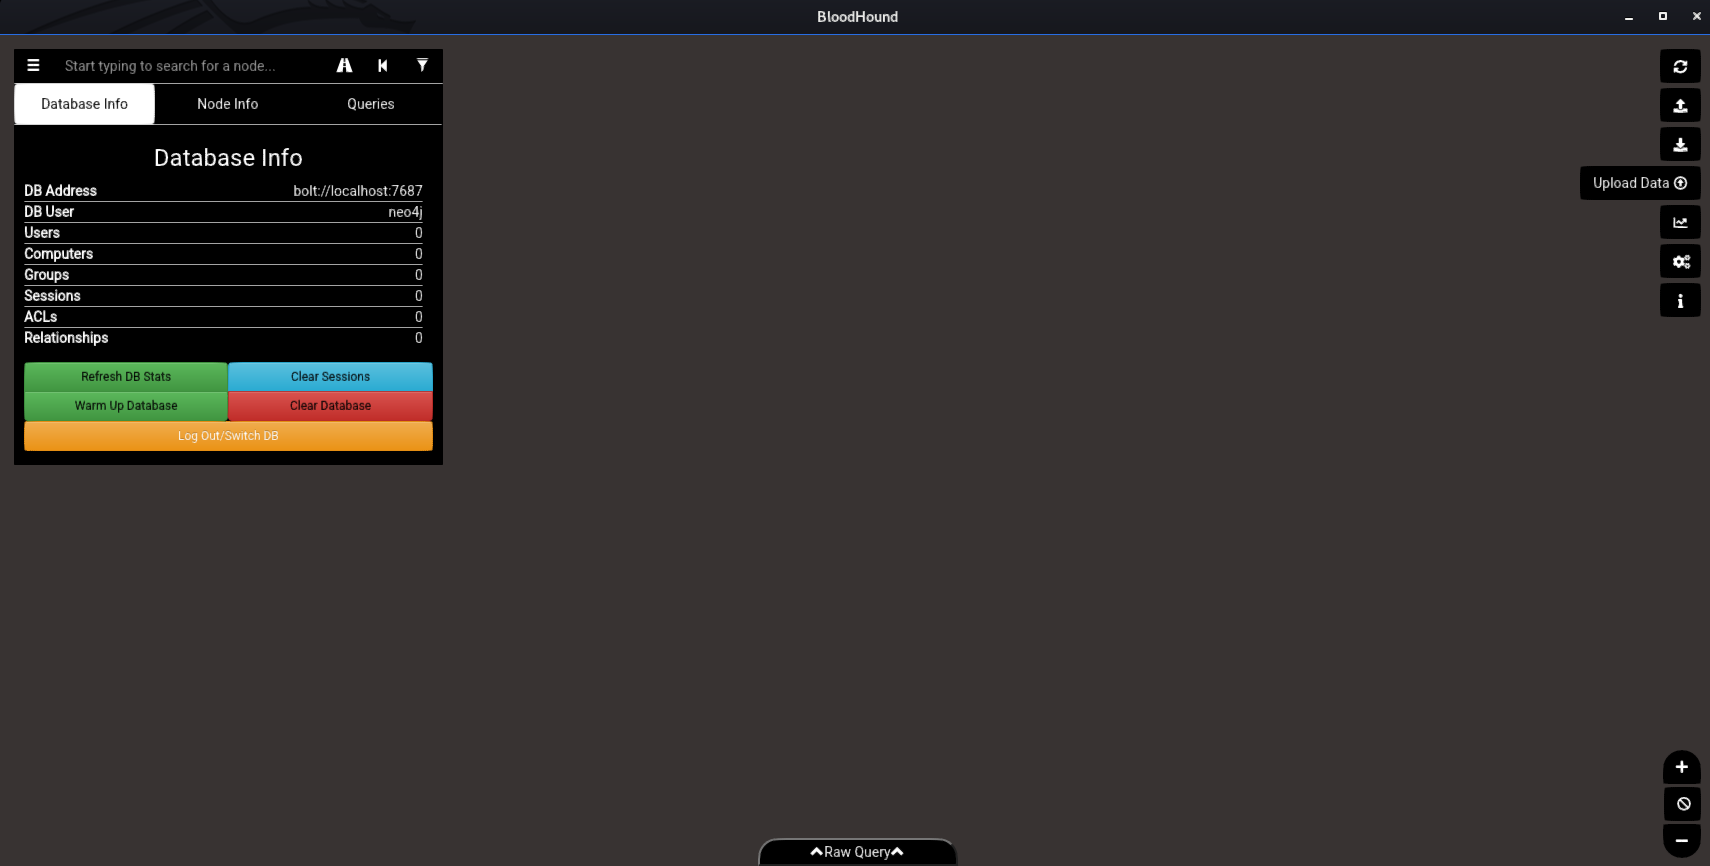 BloodHound
Start typing to search for a node...
Database Info Node Info Queries
Database Info
DB Address bolt://localhost:7687
DB User neo4j
Users 0
Computers 0
Groups 0
Sessions 0
ACLs 0
Relationships 0
Refresh DB Stats Clear Sessions
Warm Up Database Clear Database
Log Out/Switch DB
Upload Data
Raw Query